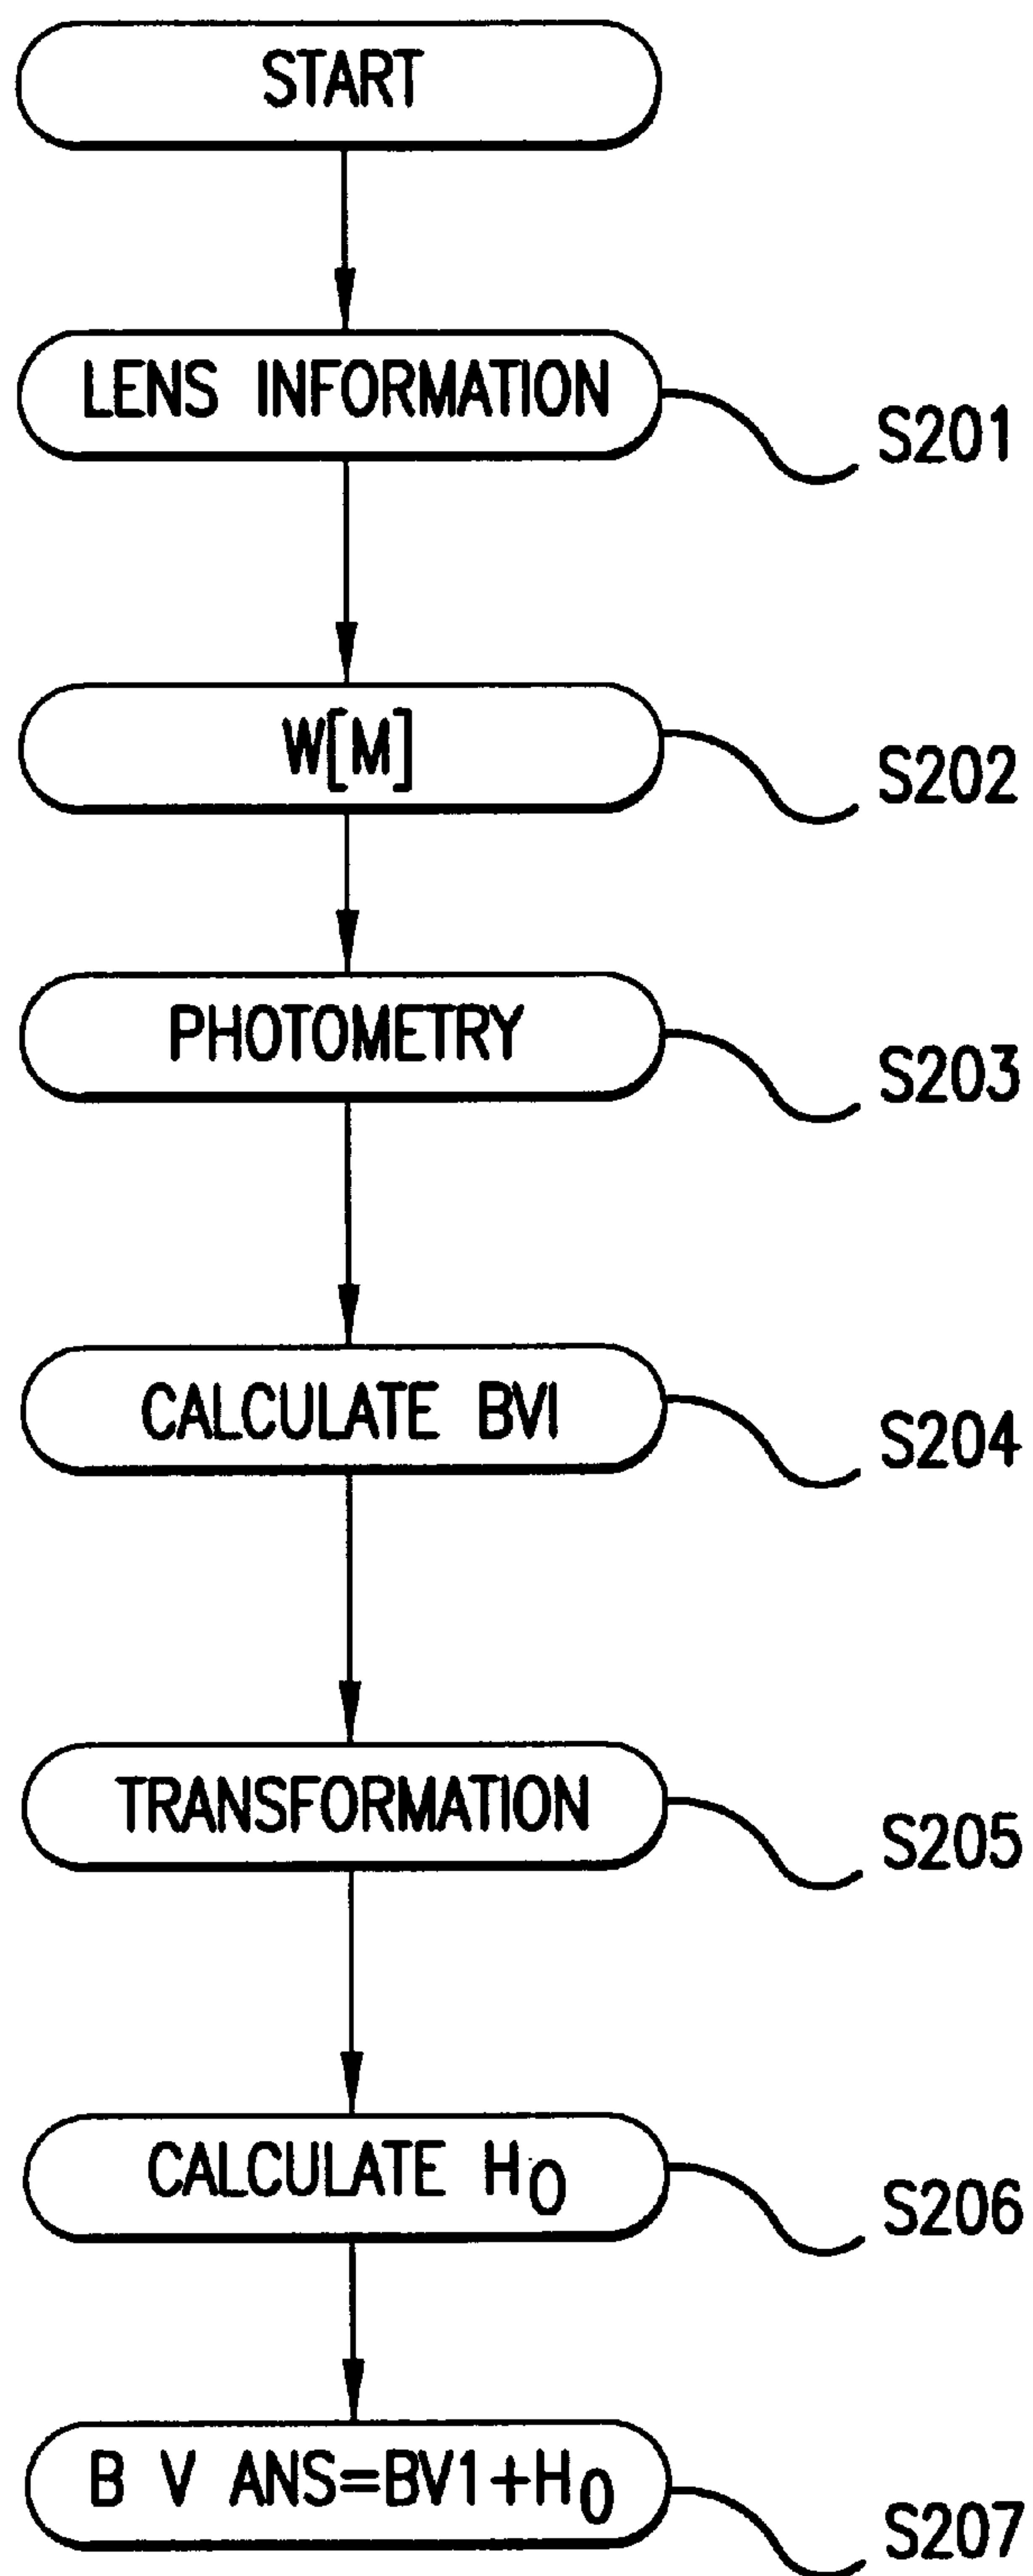 START
LENS INFORMATION
S201
W[M]
S202
PHOTOMETRY
S203
CALCULATE BVI
S204
TRANSFORMATION
S205
CALCULATE H₀
S206
B V ANS=BV1+H₀
S207